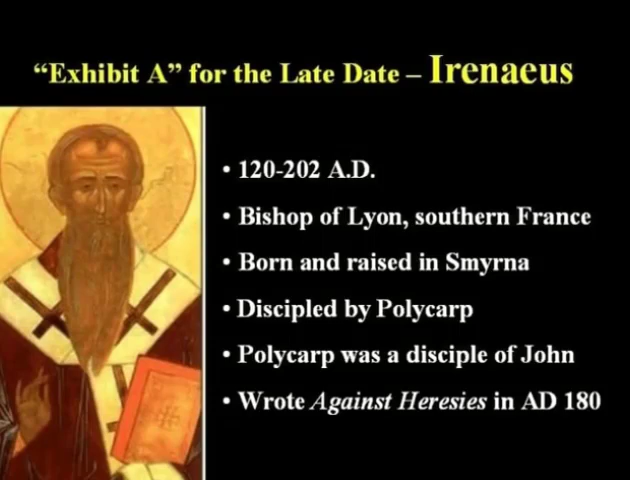 “Exhibit A” for the Late Date – Irenaeus
• 120-202 A.D.
• Bishop of Lyon, southern France
• Born and raised in Smyrna
• Discipled by Polycarp
• Polycarp was a disciple of John
• Wrote Against Heresies in AD 180